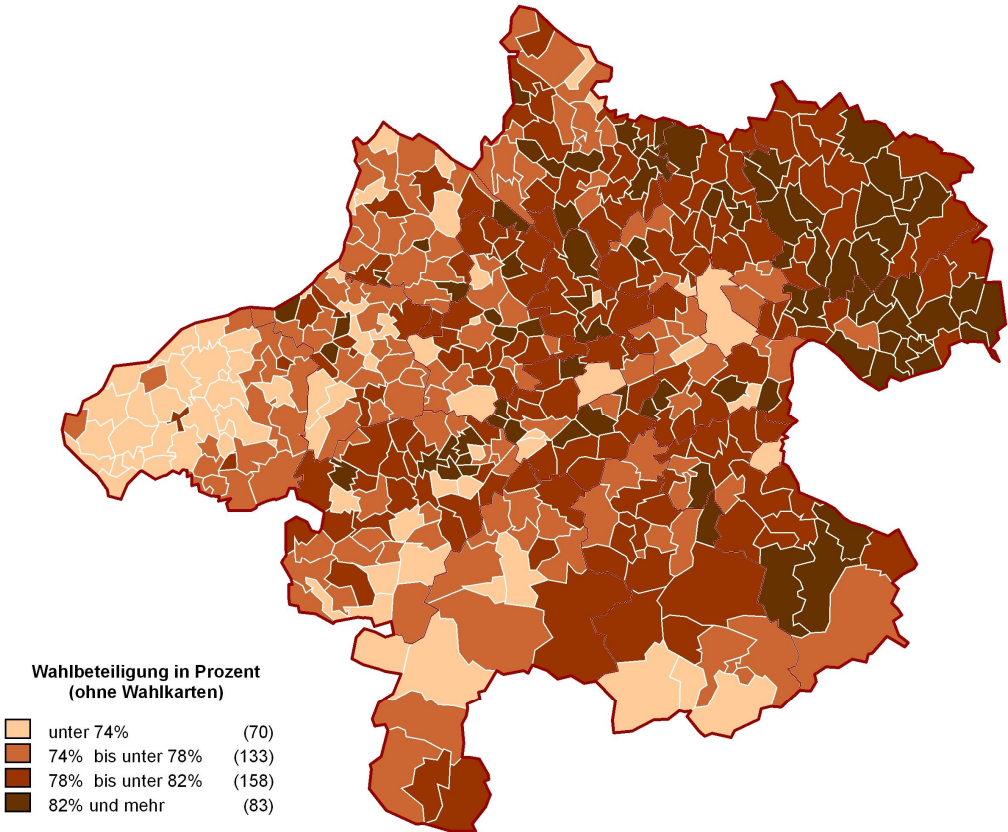 Wahlbeteiligung in Prozent
(ohne Wahlkarten)
unter 74% (70)
74% bis unter 78% (133)
78% bis unter 82% (158)
82% und mehr (83)